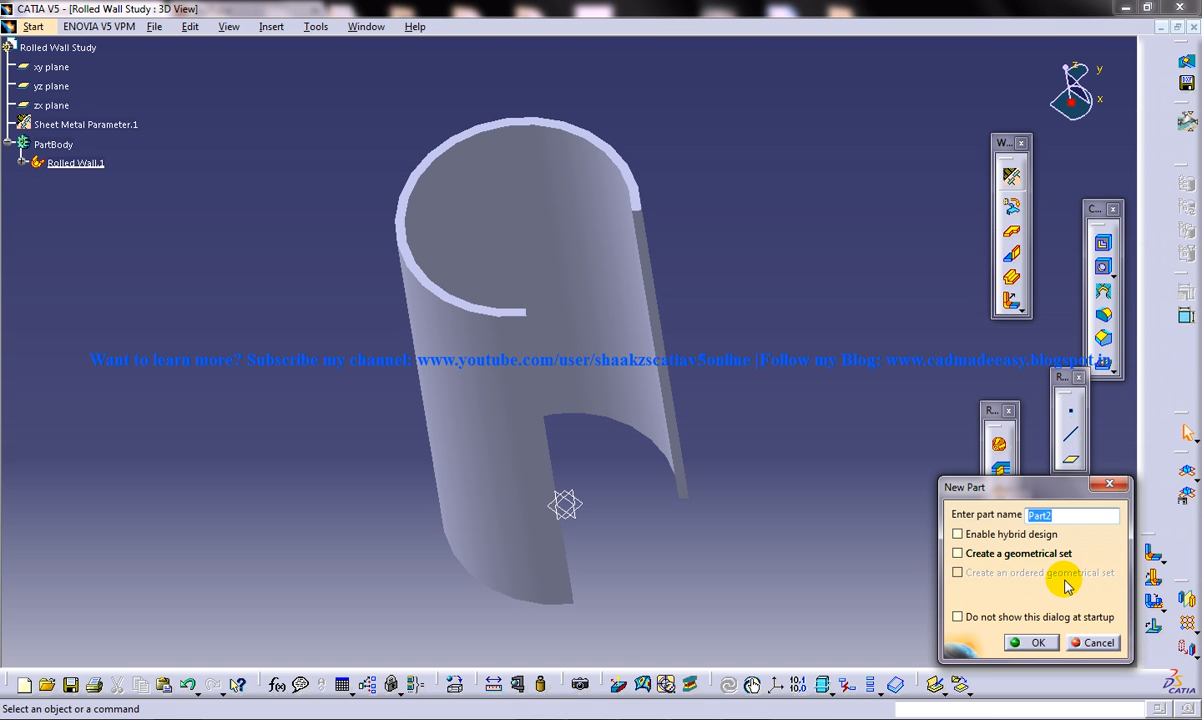 CATIA V5 - [Rolled Wall Study : 3D View]
Start ENOVIA V5 VPM File Edit View Insert Tools Window Help
Rolled Wall Study
xy plane
yz plane
zx plane
Sheet Metal Parameter.1
PartBody
Rolled Wall.1
z
y
x
W...
C...
Want to learn more? Subscribe my channel: www.youtube.com/user/shaakzscatiav5online |Follow my Blog: www.cadmadeeasy.blogspot.in
R...
R...
New Part
Enter part name Part2
Enable hybrid design
Create a geometrical set
Create an ordered geometrical set
Do not show this dialog at startup
OK Cancel
f(x)
10.1
10.0
CATIA
Select an object or a command